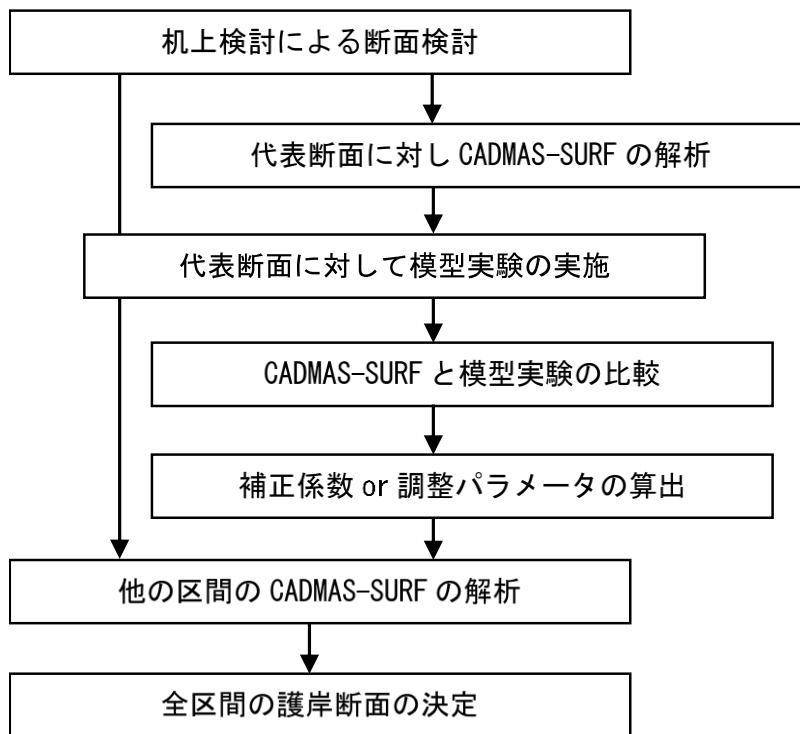 机上検討による断面検討
代表断面に対し CADMAS-SURF の解析
代表断面に対して模型実験の実施
CADMAS-SURF と模型実験の比較
補正係数 or 調整パラメータの算出
他の区間の CADMAS-SURF の解析
全区間の護岸断面の決定